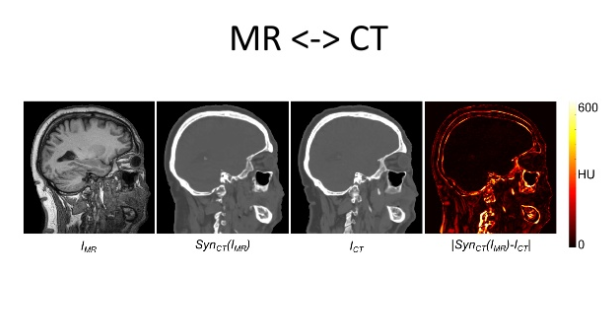 MR <-> CT
600
HU
0
I_MR
Syn_CT(I_MR)
I_CT
|Syn_CT(I_MR)-I_CT|